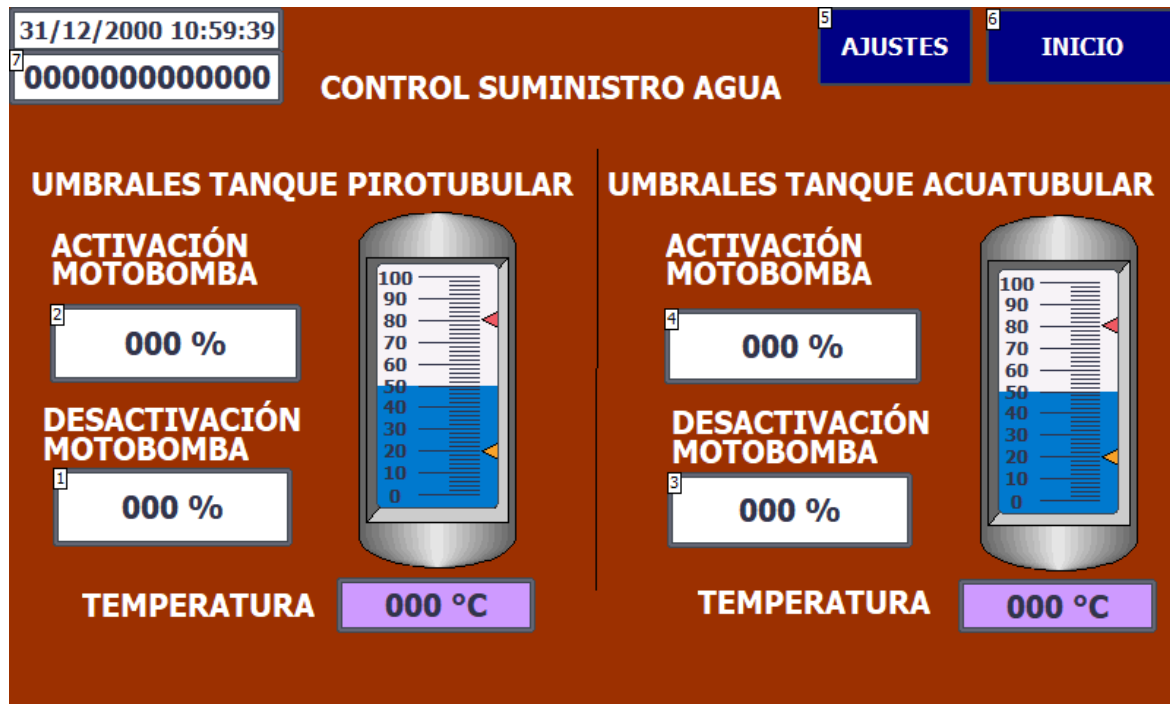 31/12/2000 10:59:39
5
AJUSTES
6
INICIO
7
0000000000000
CONTROL SUMINISTRO AGUA
UMBRALES TANQUE PIROTUBULAR
ACTIVACIÓN
MOTOBOMBA
2
000 %
DESACTIVACIÓN
MOTOBOMBA
1
000 %
100
90
80
70
60
50
40
30
20
10
0
TEMPERATURA
000 °C
UMBRALES TANQUE ACUATUBULAR
ACTIVACIÓN
MOTOBOMBA
4
000 %
DESACTIVACIÓN
MOTOBOMBA
3
000 %
100
90
80
70
60
50
40
30
20
10
0
TEMPERATURA
000 °C